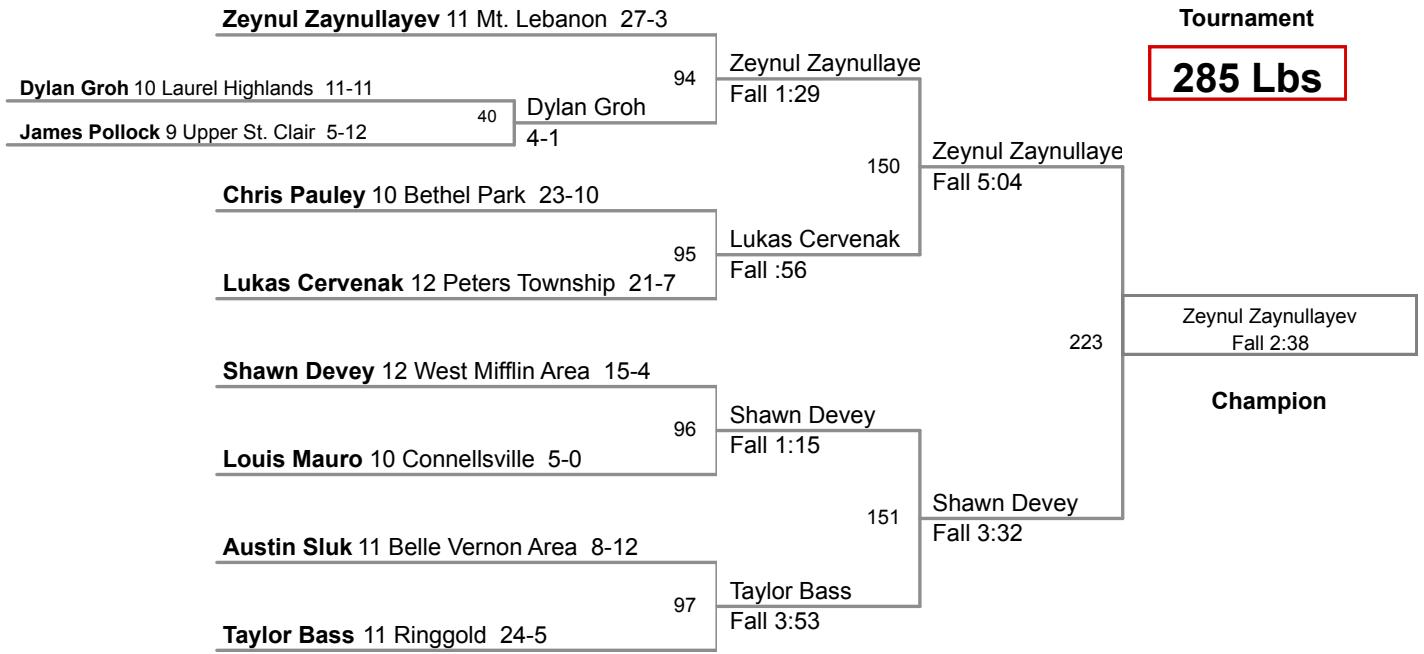 Zeynul Zaynullayev 11 Mt. Lebanon 27-3
Tournament
285 Lbs
94
Zeynul Zaynullaye
Fall 1:29
Dylan Groh 10 Laurel Highlands 11-11
40
Dylan Groh
4-1
James Pollock 9 Upper St. Clair 5-12
150
Zeynul Zaynullaye
Fall 5:04
Chris Pauley 10 Bethel Park 23-10
95
Lukas Cervenak
Fall :56
Lukas Cervenak 12 Peters Township 21-7
223
Zeynul Zaynullayev
Fall 2:38
Champion
Shawn Devey 12 West Mifflin Area 15-4
96
Shawn Devey
Fall 1:15
Louis Mauro 10 Connellsville 5-0
151
Shawn Devey
Fall 3:32
Austin Sluk 11 Belle Vernon Area 8-12
97
Taylor Bass
Fall 3:53
Taylor Bass 11 Ringgold 24-5